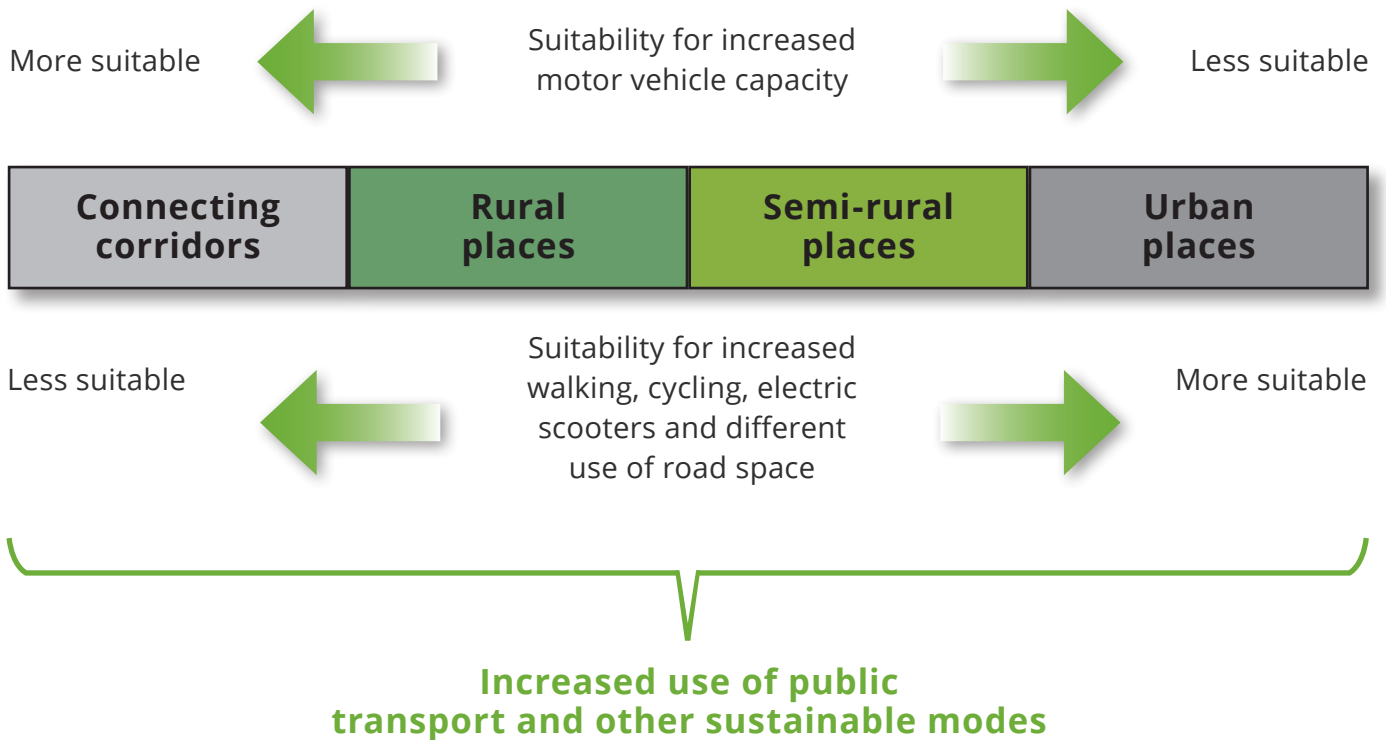 More suitable
Suitability for increased
motor vehicle capacity
Less suitable
Connecting
corridors
Rural
places
Semi-rural
places
Urban
places
Less suitable
Suitability for increased
walking, cycling, electric
scooters and different
use of road space
More suitable
Increased use of public
transport and other sustainable modes